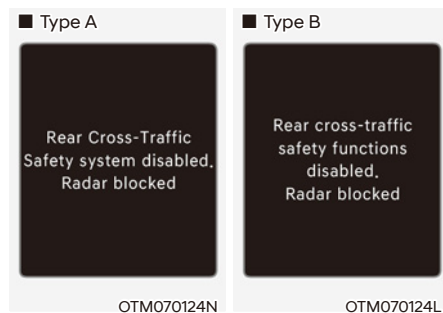 ■ Type A
Rear Cross-Traffic
Safety system disabled.
Radar blocked
OTM070124N
■ Type B
Rear cross-traffic
safety functions
disabled.
Radar blocked
OTM070124L